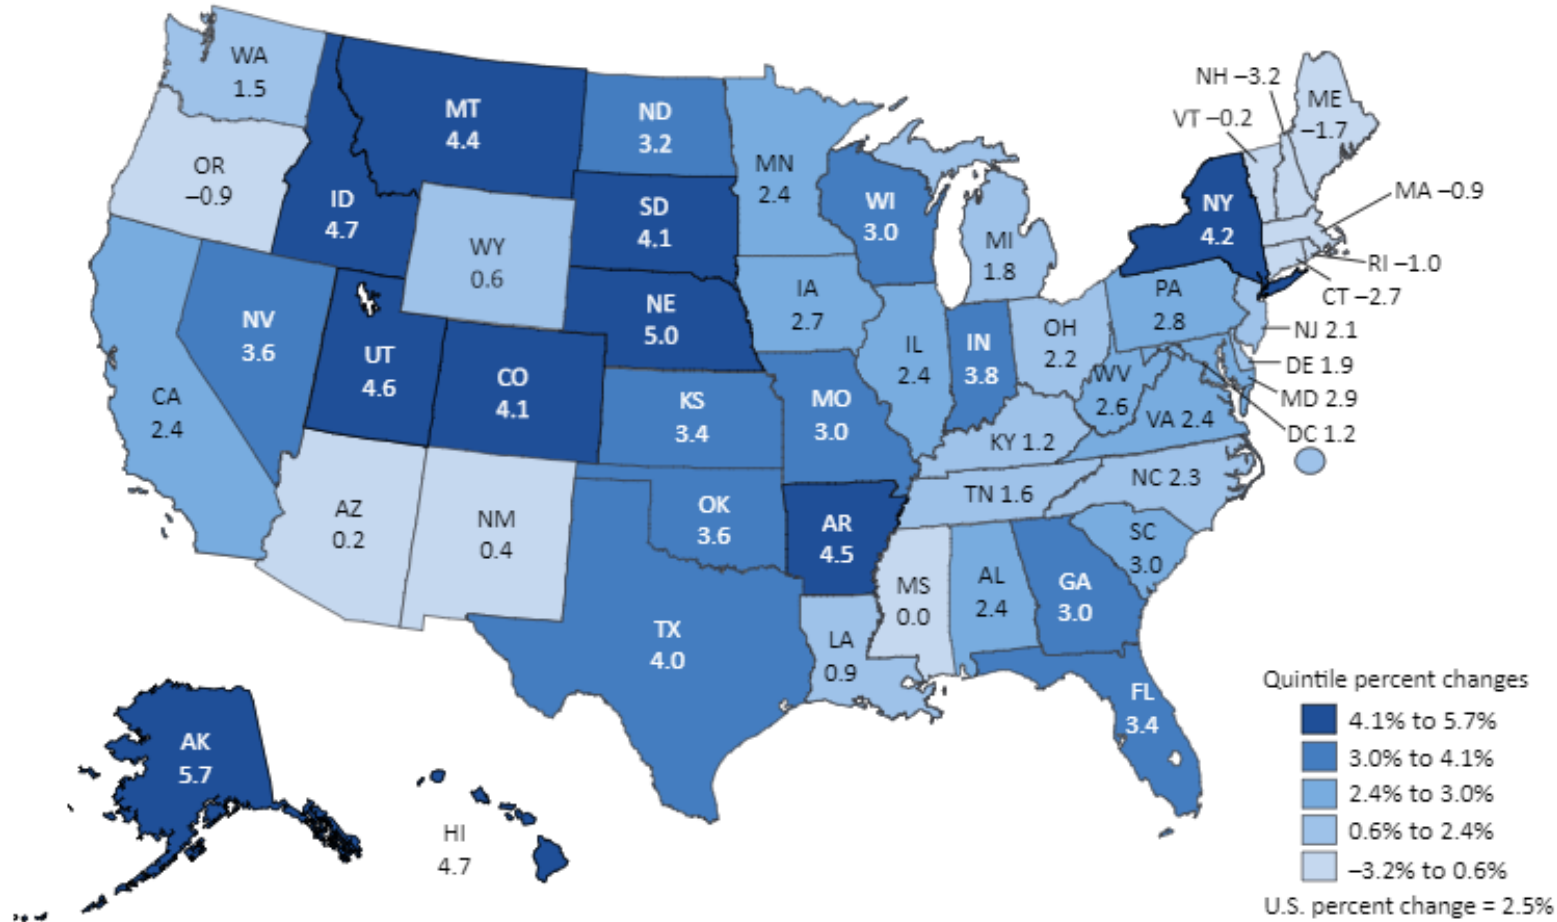 WA
1.5
OR
–0.9
CA
2.4
NV
3.6
ID
4.7
MT
4.4
WY
0.6
UT
4.6
CO
4.1
AZ
0.2
NM
0.4
ND
3.2
SD
4.1
NE
5.0
KS
3.4
OK
3.6
TX
4.0
MN
2.4
IA
2.7
MO
3.0
AR
4.5
LA
0.9
WI
3.0
IL
2.4
MI
1.8
IN
3.8
OH
2.2
KY 1.2
TN 1.6
MS
0.0
AL
2.4
GA
3.0
FL
3.4
SC
3.0
NC 2.3
VA 2.4
WV
2.6
PA
2.8
NY
4.2
VT –0.2
NH –3.2
ME
–1.7
MA –0.9
RI –1.0
CT –2.7
NJ 2.1
DE 1.9
MD 2.9
DC 1.2
AK
5.7
HI
4.7
Quintile percent changes
4.1% to 5.7%
3.0% to 4.1%
2.4% to 3.0%
0.6% to 2.4%
–3.2% to 0.6%
U.S. percent change = 2.5%